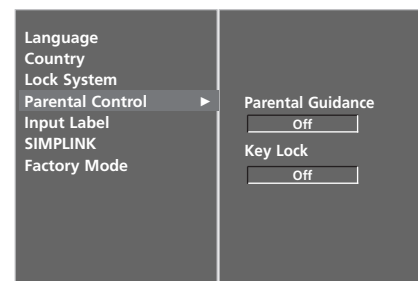 Language
Country
Lock System
Parental Control ►
Input Label
SIMPLINK
Factory Mode
Parental Guidance
Off
Key Lock
Off